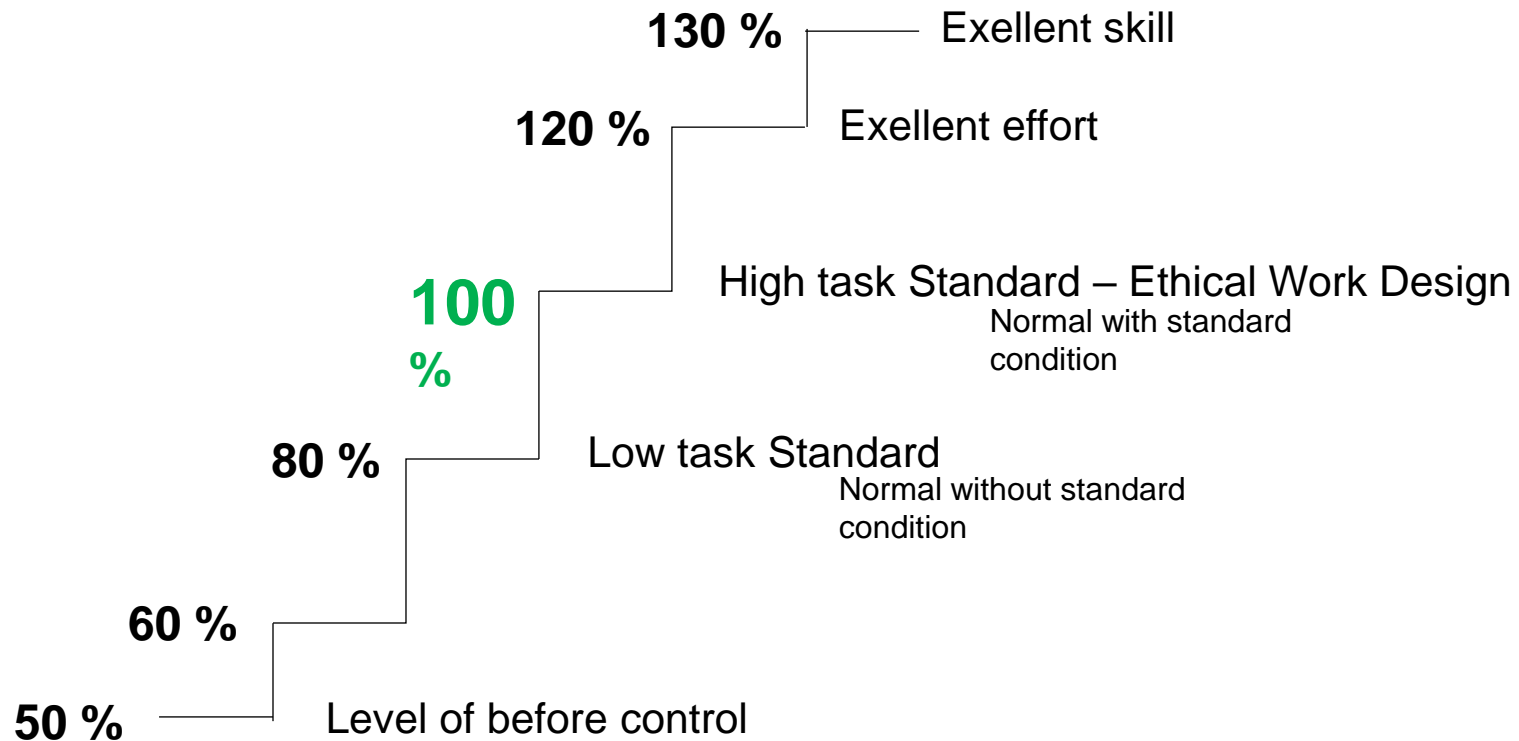 130 % Exellent skill
120 % Exellent effort
100
%
High task Standard – Ethical Work Design
Normal with standard
condition
80 % Low task Standard
Normal without standard
condition
60 %
50 % Level of before control